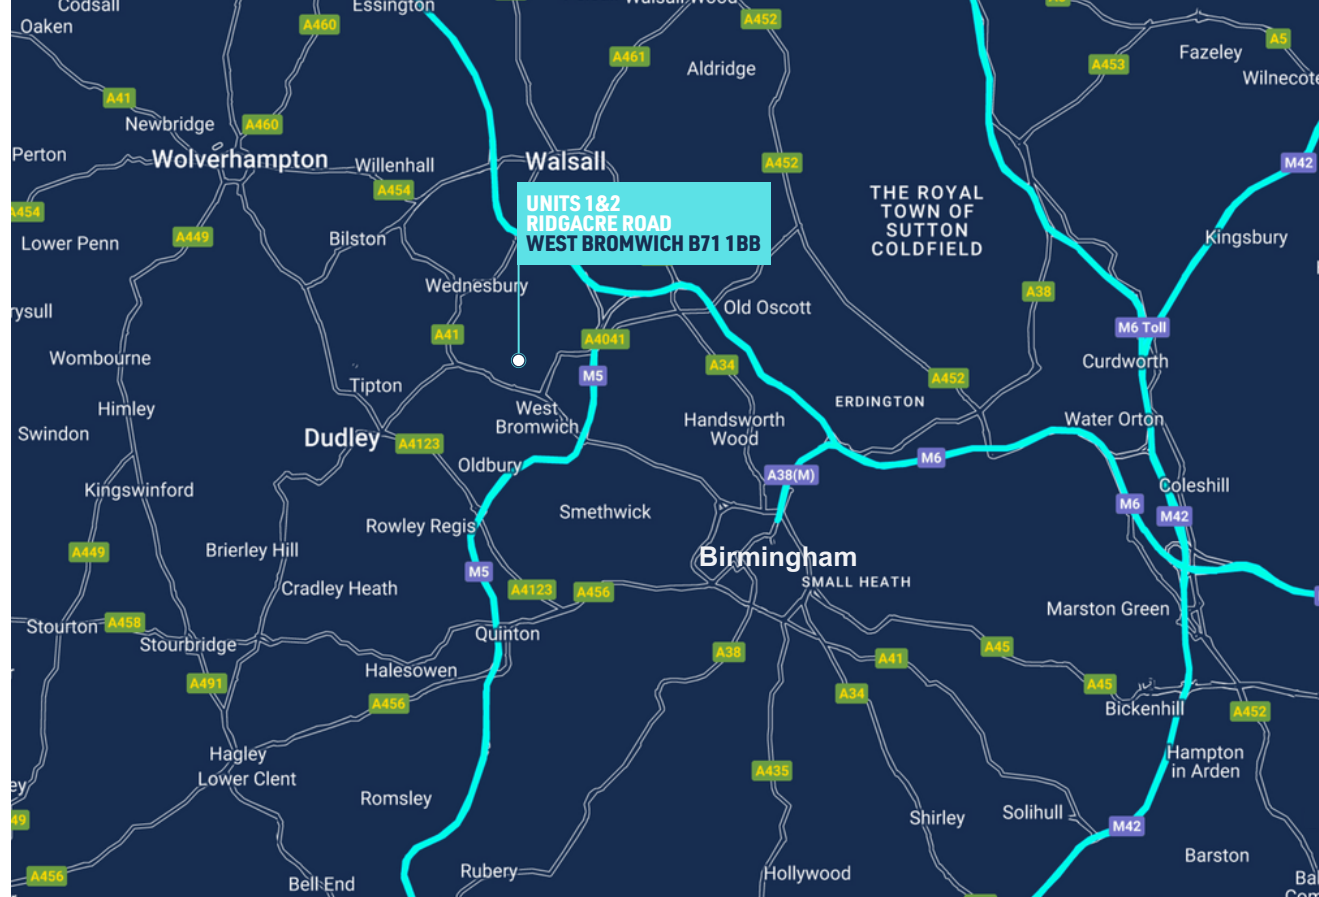 Codsall
Essington
Oaken
A460
A452
A461
A5
Fazeley
A453
Aldridge
Wilnecote
A41
Newbridge
A460
Perton
Wolverhampton
Willenhall
Walsall
A452
M42
A454
A454
THE ROYAL
TOWN OF
SUTTON
COLDFIELD
UNITS 1&2
RIDGACRE ROAD
WEST BROMWICH B71 1BB
Lower Penn
A449
Bilston
Kingsbury
Wednesbury
A38
Old Oscott
rysull
M6 Toll
A41
A4041
Wombourne
A34
Curdworth
M5
A452
Tipton
ERDINGTON
Himley
West
Bromwich
Handsworth
Wood
Water Orton
Swindon
Dudley
A4123
M6
Oldbury
A38(M)
Kingswinford
Coleshill
M6
M42
Smethwick
Rowley Regis
A449
Brierley Hill
Birmingham
M5
SMALL HEATH
Cradley Heath
A4123
A456
Marston Green
Stourton
A458
Quinton
Stourbridge
A38
A41
A45
Halesowen
A491
A456
A34
A45
Bickenhill
A452
Hagley
Lower Clent
Hampton
in Arden
A435
ey
Romsley
49
Shirley
Solihull
M42
Barston
A456
Bell End
Rubery
Hollywood
Bal